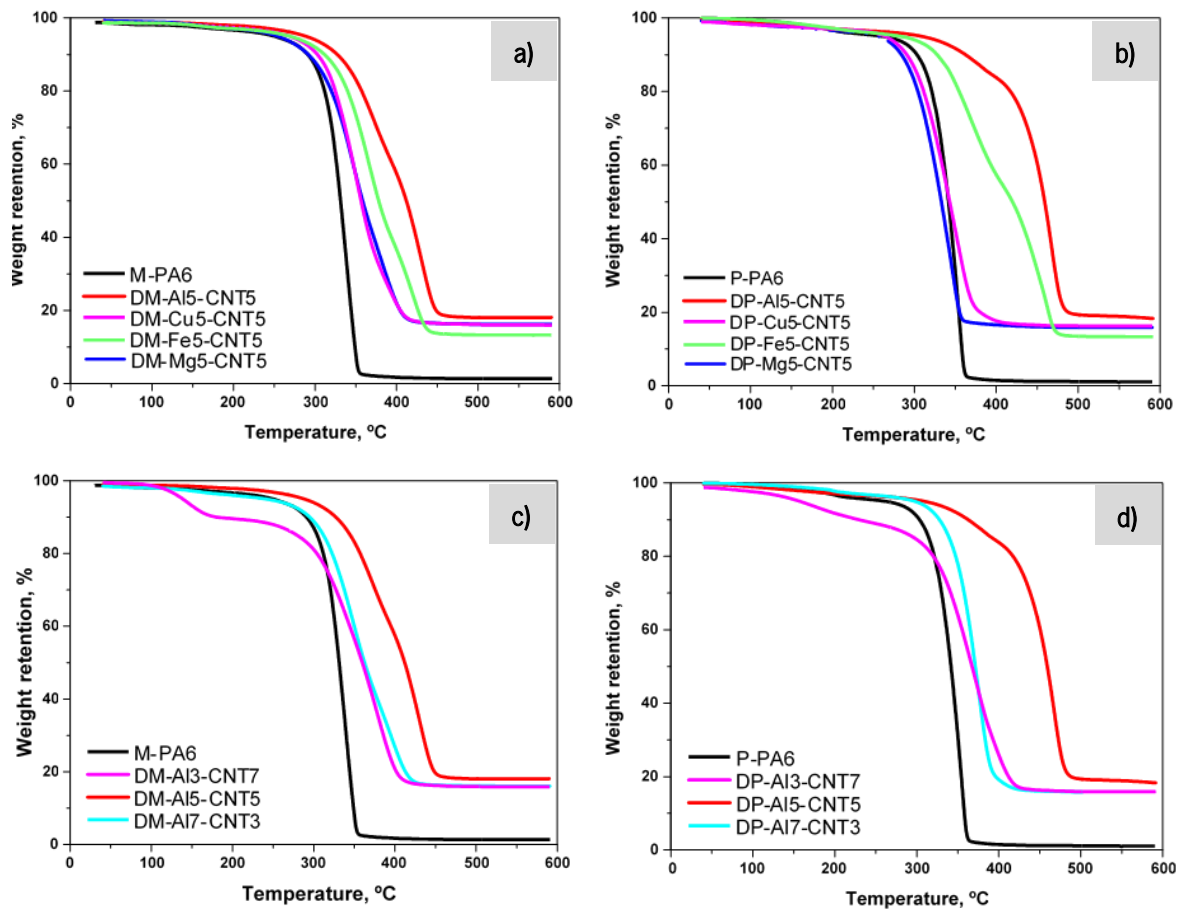 a)
100
80
60
40
20
0
Weight retention, %
M-PA6
DM-Al5-CNT5
DM-Cu5-CNT5
DM-Fe5-CNT5
DM-Mg5-CNT5
0 100 200 300 400 500 600
Temperature, ºC
b)
100
80
60
40
20
0
Weight retention, %
P-PA6
DP-Al5-CNT5
DP-Cu5-CNT5
DP-Fe5-CNT5
DP-Mg5-CNT5
0 100 200 300 400 500 600
Temperature, ºC
c)
100
80
60
40
20
0
Weight retention, %
M-PA6
DM-Al3-CNT7
DM-Al5-CNT5
DM-Al7-CNT3
0 100 200 300 400 500 600
Temperature, ºC
d)
100
80
60
40
20
0
Weight retention, %
P-PA6
DP-Al3-CNT7
DP-Al5-CNT5
DP-Al7-CNT3
0 100 200 300 400 500 600
Temperature, ºC